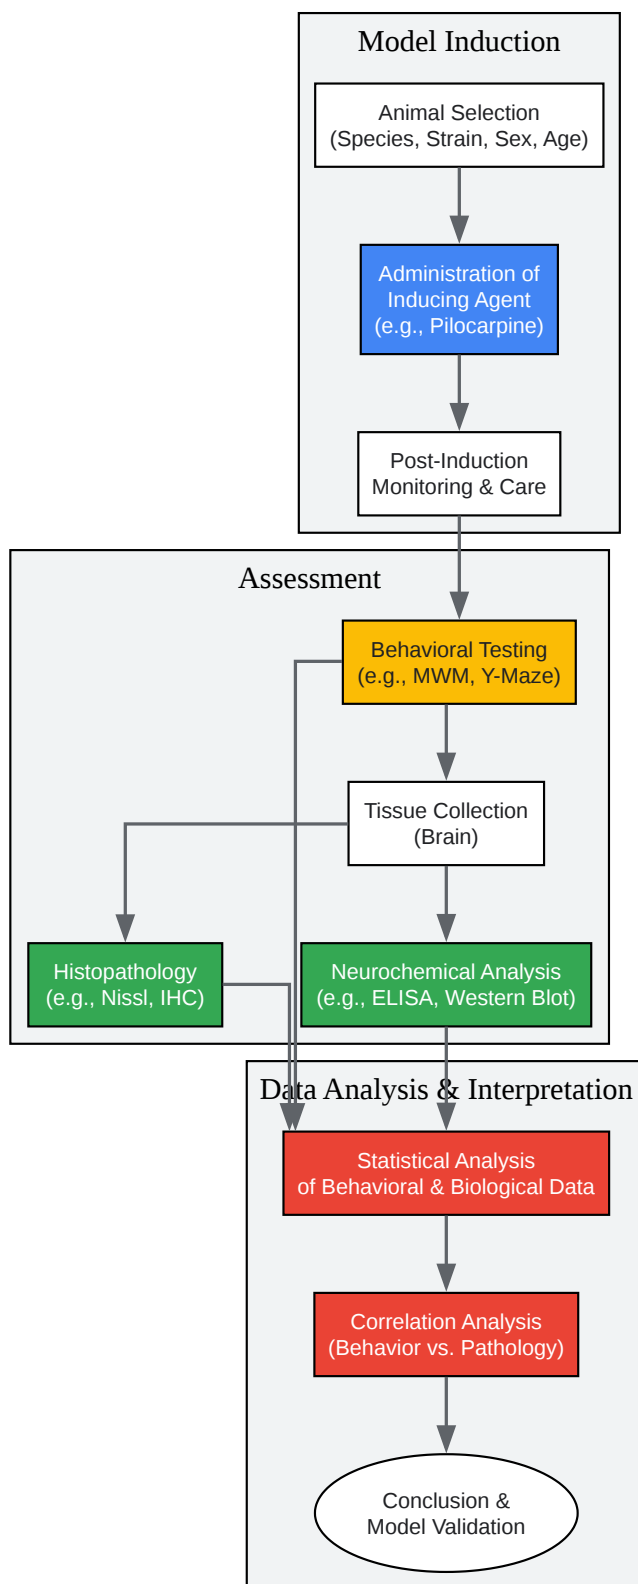 Model Induction
Animal Selection
(Species, Strain, Sex, Age)
Administration of
Inducing Agent
(e.g., Pilocarpine)
Post-Induction
Monitoring & Care
Assessment
Behavioral Testing
(e.g., MWM, Y-Maze)
Tissue Collection
(Brain)
Histopathology
(e.g., Nissl, IHC)
Neurochemical Analysis
(e.g., ELISA, Western Blot)
Data Analysis & Interpretation
Statistical Analysis
of Behavioral & Biological Data
Correlation Analysis
(Behavior vs. Pathology)
Conclusion &
Model Validation